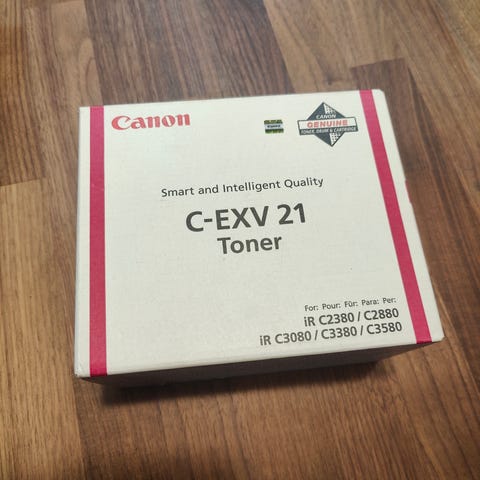 Canon
CANON
GENUINE
TONER, DRUM & CARTRIDGE
Smart and Intelligent Quality
C-EXV 21
Toner
For: Pour: Für: Para: Per:
iR C2380 / C2880
iR C3080 / C3380 / C3580